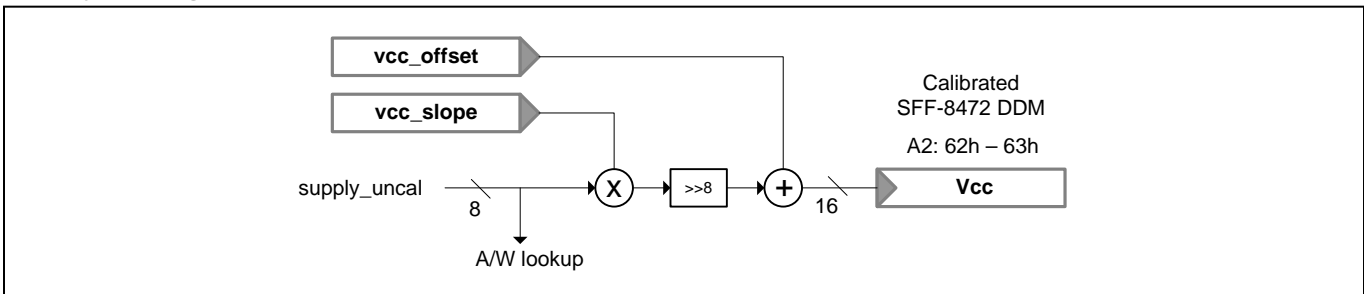 vcc_offset
Calibrated
SFF-8472 DDM
vcc_slope
A2: 62h – 63h
supply_uncal
8
X
>>8
+
16
Vcc
A/W lookup